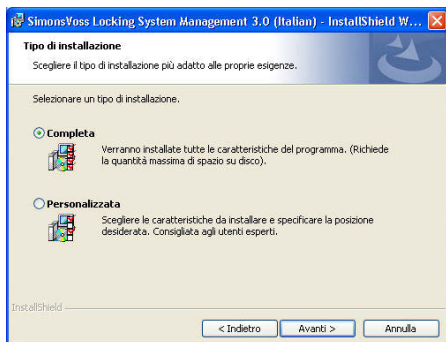 SimonsVoss Locking System Management 3.0 (Italian) - InstallShield W...
Tipo di installazione
Scegliere il tipo di installazione più adatto alle proprie esigenze.
Selezionare un tipo di installazione.
Completa
Verranno installate tutte le caratteristiche del programma. (Richiede
la quantità massima di spazio su disco).
Personalizzata
Scegliere le caratteristiche da installare e specificare la posizione
desiderata. Consigliata agli utenti esperti.
InstallShield
< Indietro
Avanti >
Annulla